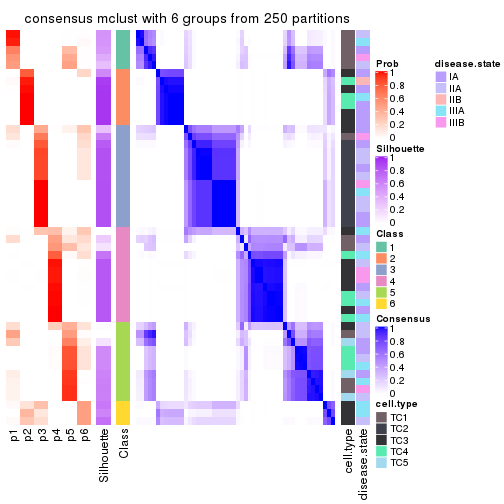 consensus mclust with 6 groups from 250 partitions
Prob
1
0.8
0.6
0.4
0.2
0
Silhouette
1
0.8
0.6
0.4
0.2
0
Class
1
2
3
4
5
6
Consensus
1
0.8
0.6
0.4
0.2
0
cell.type
TC1
TC2
TC3
TC4
TC5
disease.state
IA
IIA
IIB
IIIA
IIIB
p1
p2
p3
p4
p5
p6
Silhouette
Class
cell.type
disease.state